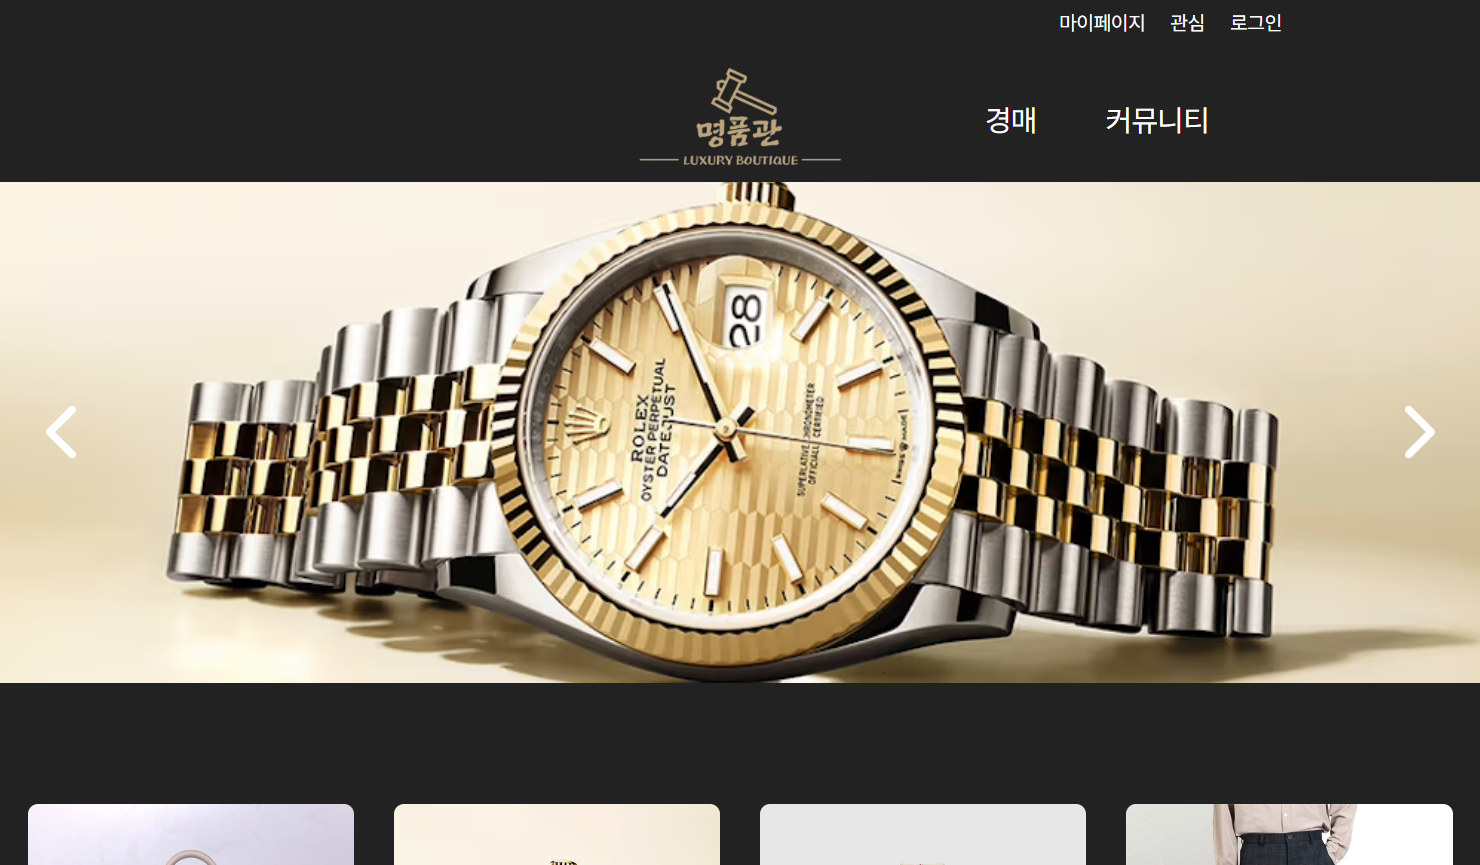 마이페이지 관심 로그인
명품관
LUXURY BOUTIQUE
경매 커뮤니티
28
ROLEX
OYSTER PERPETUAL
DATEJUST
SUPERLATIVE CHRONOMETER
OFFICIALLY CERTIFIED
SWISS MADE